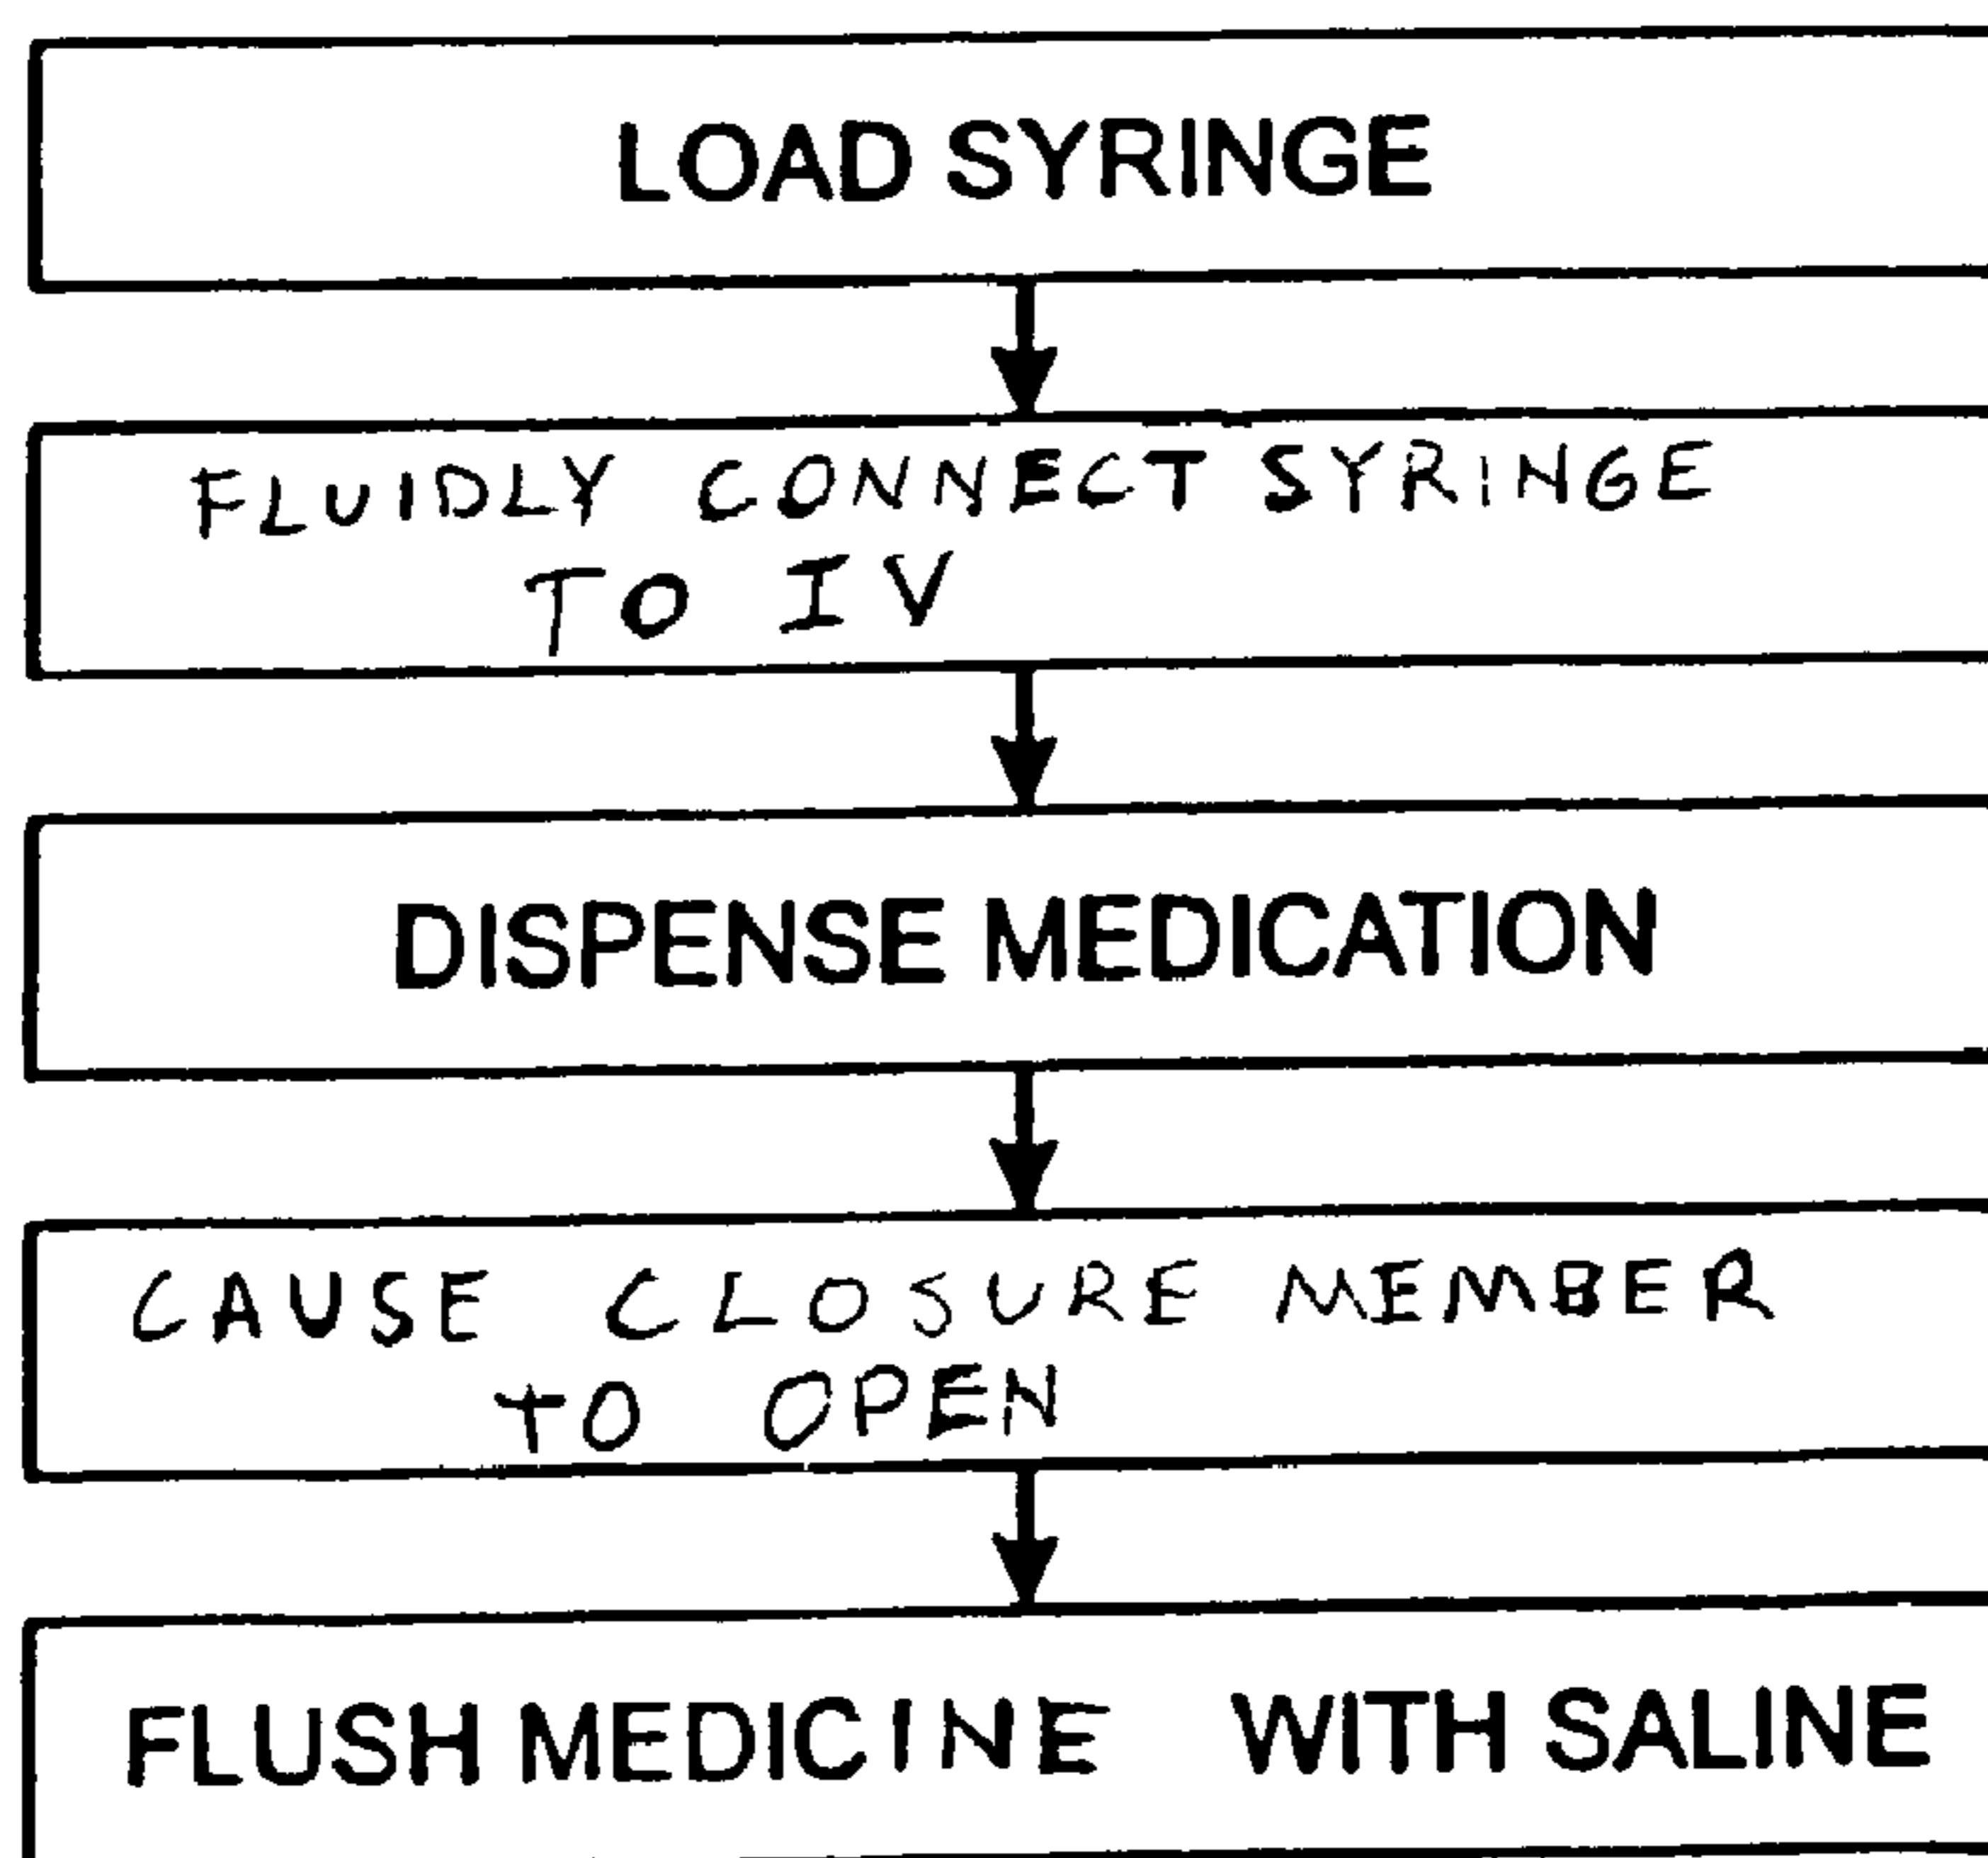 LOAD SYRINGE
FLUIDLY CONNECT SYRINGE
TO IV
DISPENSE MEDICATION
CAUSE CLOSURE MEMBER
TO OPEN
FLUSH MEDICINE WITH SALINE